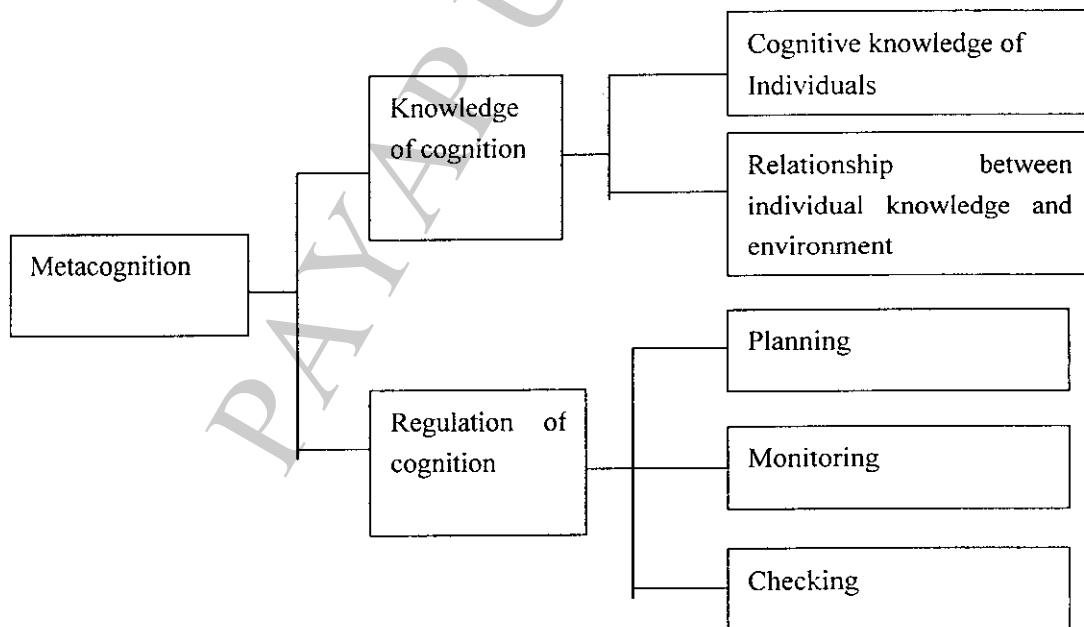 Cognitive knowledge of
Individuals
Knowledge
of cognition
Relationship between
individual knowledge and
environment
Metacognition
Planning
Regulation of
cognition
Monitoring
Checking
PAYAP U